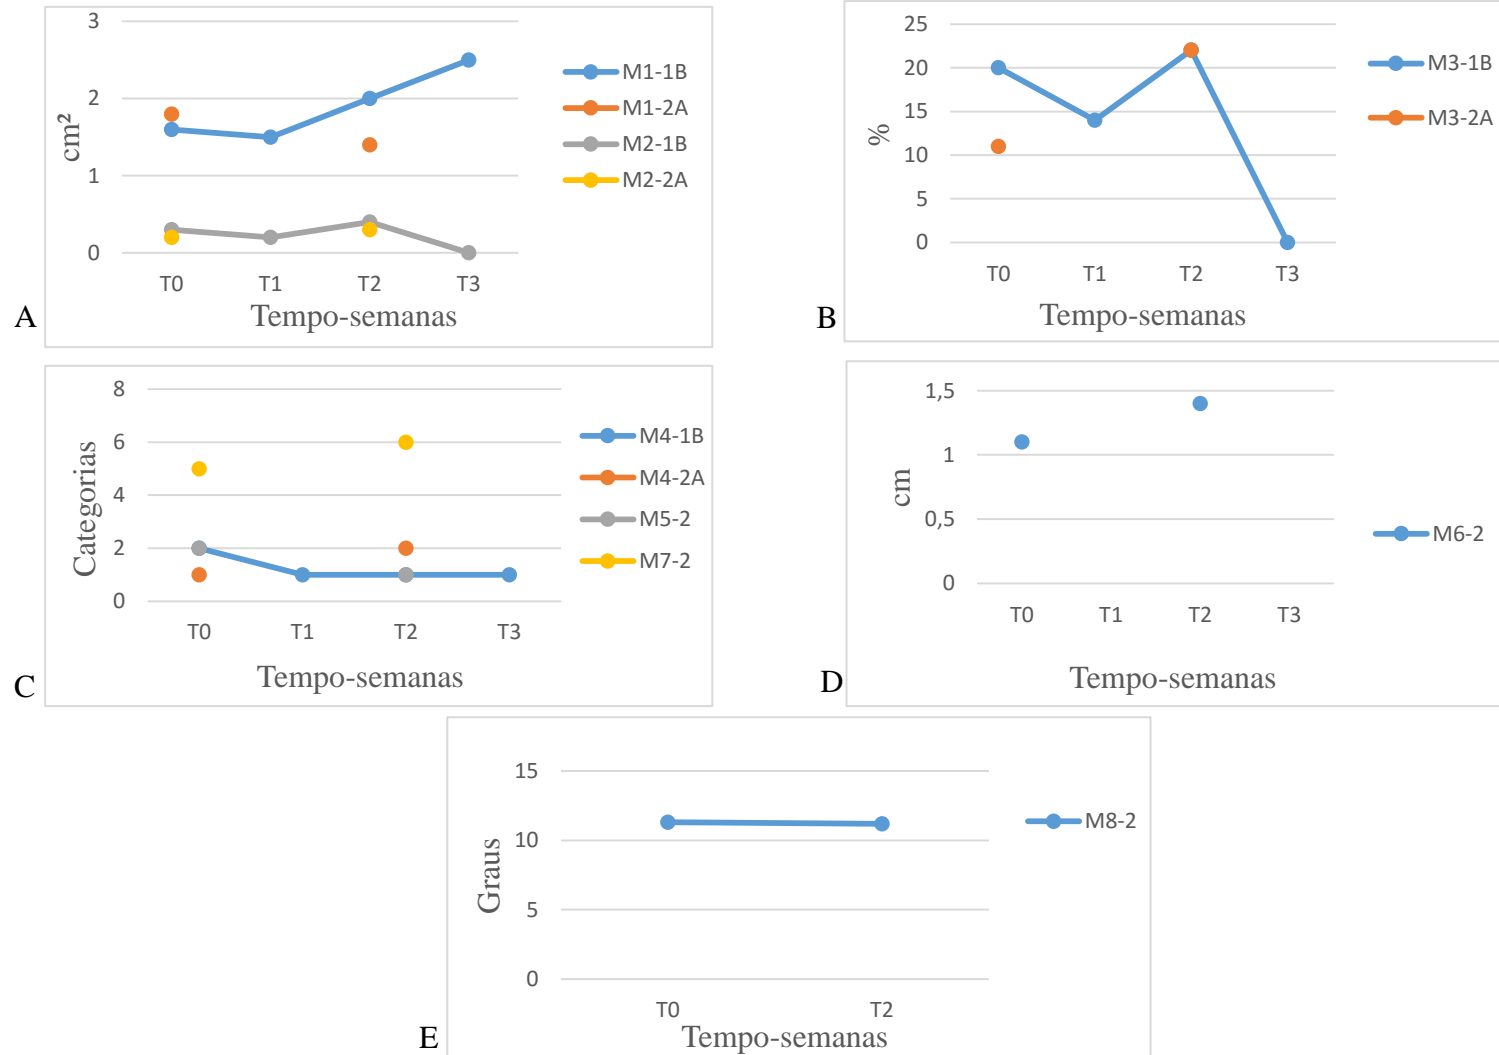 3
2
1
0
cm²
T0 T1 T2 T3
Tempo-semanas
M1-1B
M1-2A
M2-1B
M2-2A
A
25
20
15
10
5
0
%
T0 T1 T2 T3
Tempo-semanas
M3-1B
M3-2A
B
8
6
4
2
0
Categorias
T0 T1 T2 T3
Tempo-semanas
M4-1B
M4-2A
M5-2
M7-2
C
1,5
1
0,5
0
cm
T0 T1 T2 T3
Tempo-semanas
M6-2
D
15
10
5
0
Graus
T0 T2
Tempo-semanas
M8-2
E